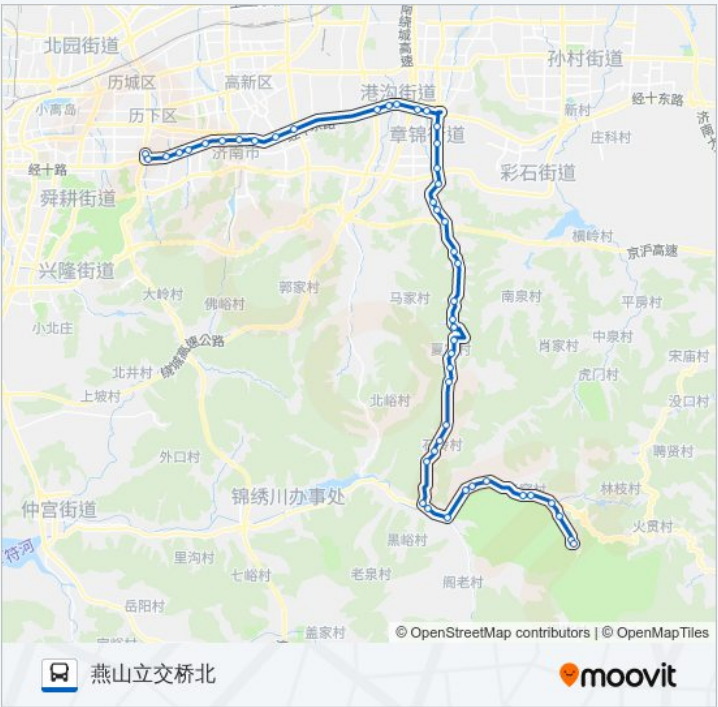 北园街道
绕城高速
孙村街道
历城区
高新区
港沟街道
小离岛
历下区
新村
经十东路
章锦
道
济南市
庄科村
经十路
彩石街道
舜耕街道
横岭村
京沪高速
兴隆街道
大岭村
佛峪村
郭家村
马家村
南泉村
平房村
小北庄
绕城高速公路
中泉村
肖家村
宋庙村
北井村
虎门村
上坡村
北峪村
没口村
外口村
聘贤村
锦绣川办事处
林枝村
仲宫街道
火贯村
黑峪村
符河
里沟村
七峪村
老泉村
阁老村
岳阳村
盖家村
© OpenStreetMap contributors | © OpenMapTiles
燕山立交桥北
moovit